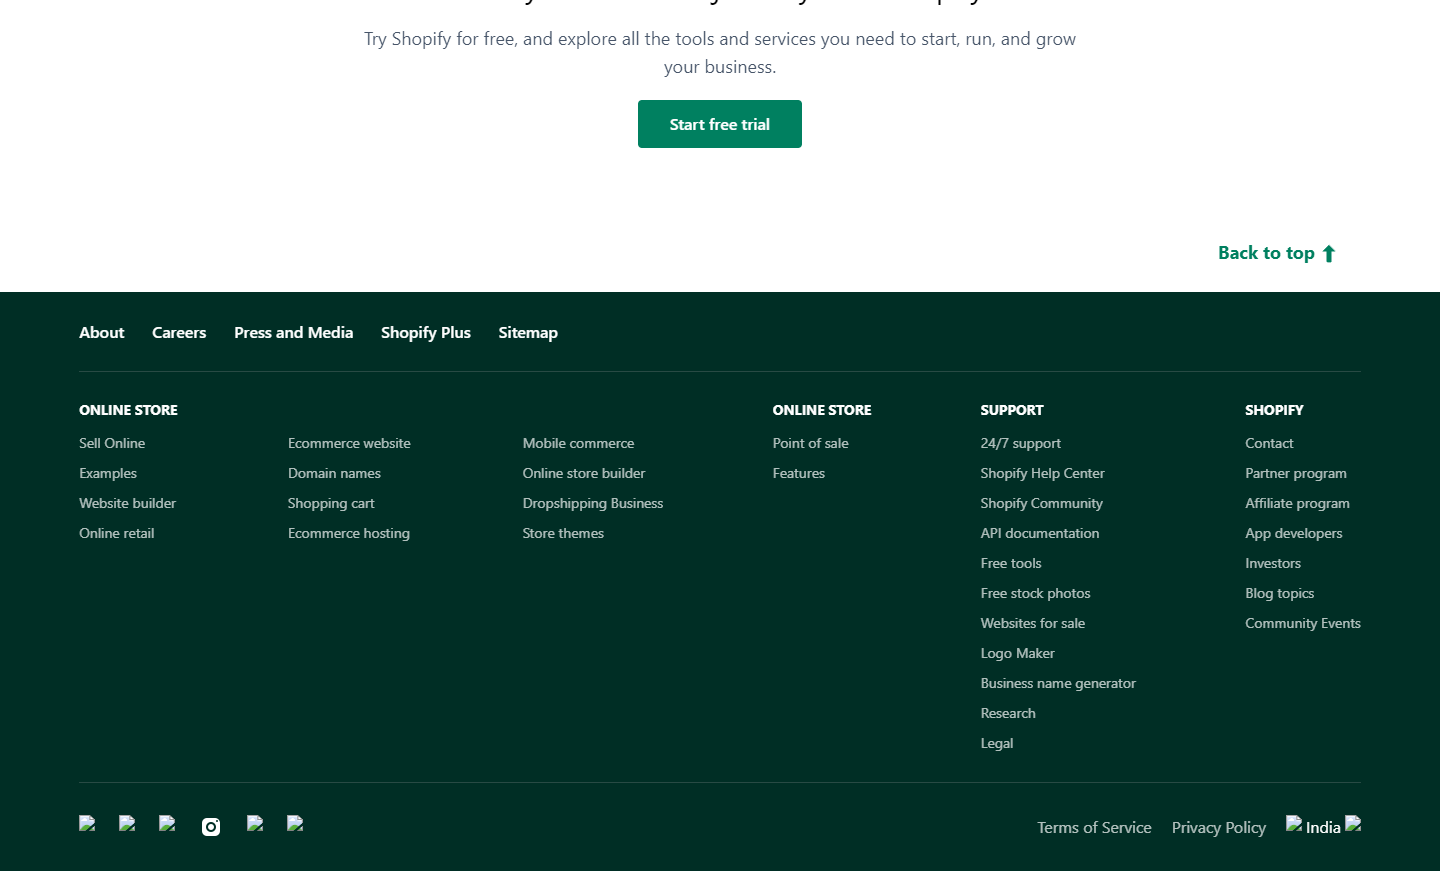 Try Shopify for free, and explore all the tools and services you need to start, run, and grow
your business.
Start free trial
Back to top
About Careers Press and Media Shopify Plus Sitemap
ONLINE STORE
Sell Online
Examples
Website builder
Online retail
Ecommerce website
Domain names
Shopping cart
Ecommerce hosting
Mobile commerce
Online store builder
Dropshipping Business
Store themes
ONLINE STORE
Point of sale
Features
SUPPORT
24/7 support
Shopify Help Center
Shopify Community
API documentation
Free tools
Free stock photos
Websites for sale
Logo Maker
Business name generator
Research
Legal
SHOPIFY
Contact
Partner program
Affiliate program
App developers
Investors
Blog topics
Community Events
Terms of Service Privacy Policy India